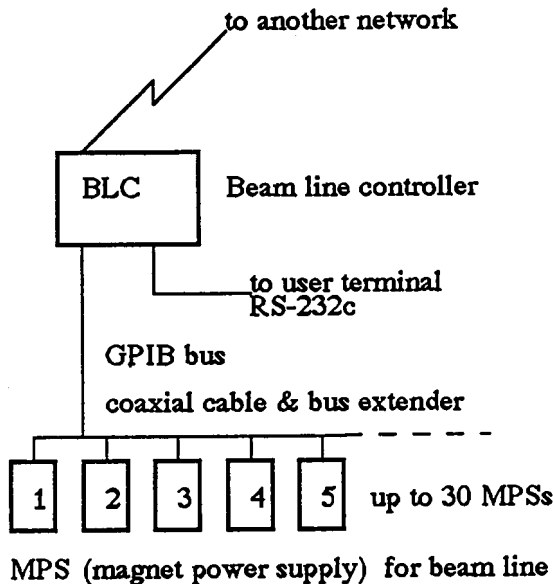 to another network
BLC
Beam line controller
to user terminal
RS-232c
GPIB bus
coaxial cable & bus extender
1 2 3 4 5 up to 30 MPSs
MPS (magnet power supply) for beam line